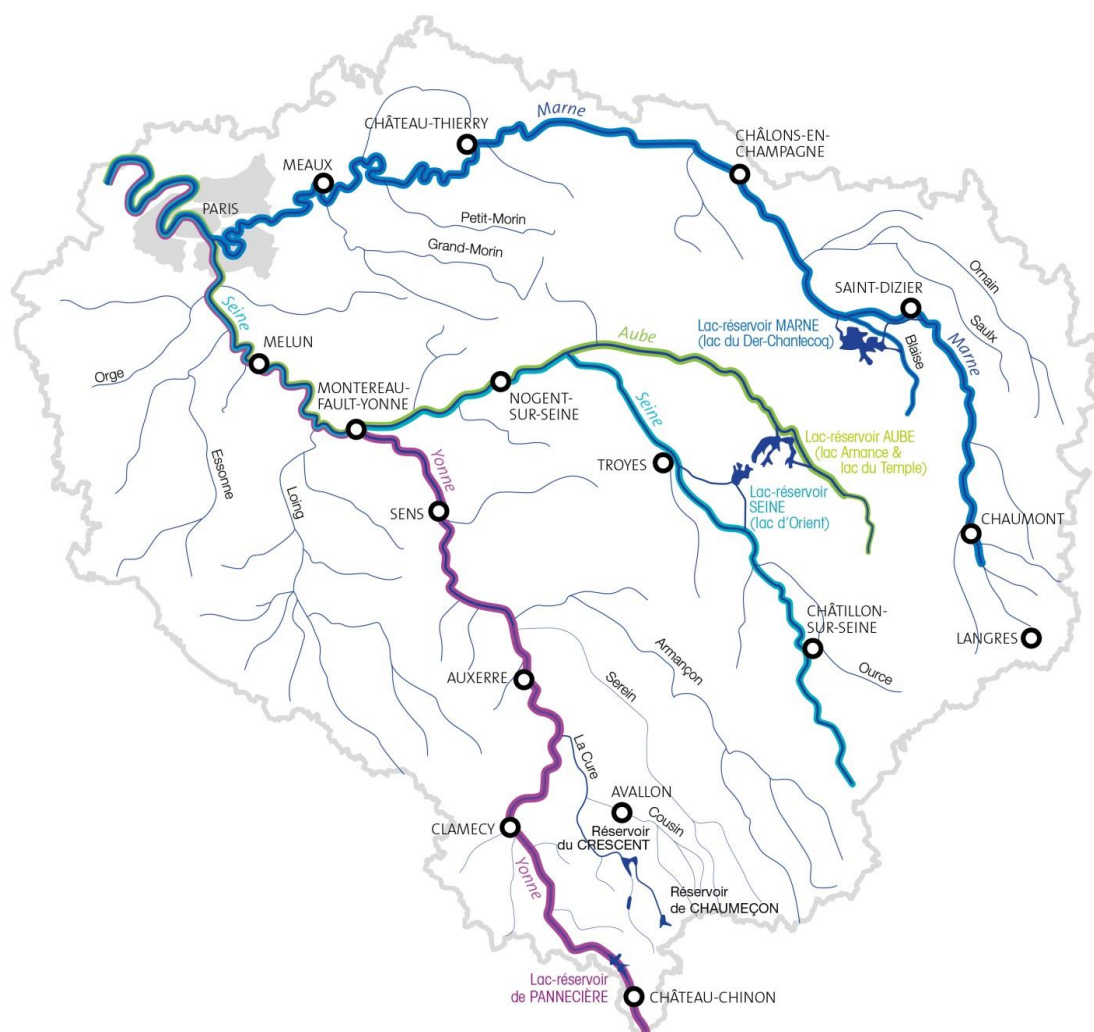 Marne
CHÂTEAU-THIERRY
CHÂLONS-EN-
CHAMPAGNE
MEAUX
PARIS
Petit-Morin
Grand-Morin
Ornain
SAINT-DIZIER
Saulx
Seine
Lac-réservoir MARNE
(lac du Der-Chantecoq)
Blaise
Marne
Aube
MELUN
Orge
MONTEREAU-
FAULT-YONNE
NOGENT-
SUR-SEINE
Seine
Lac-réservoir AUBE
(lac Amance &
lac du Temple)
Essonne
Loing
Yonne
TROYES
Lac-réservoir
SEINE
(lac d'Orient)
SENS
CHAUMONT
CHÂTILLON-
SUR-SEINE
LANGRES
Armançon
Source
AUXERRE
Serein
La Cure
AVALLON
Cousin
CLAMECY
Réservoir
du CRESCENT
Yonne
Réservoir
de CHAUMEÇON
Lac-réservoir
de PANNECIÈRE
CHÂTEAU-CHINON